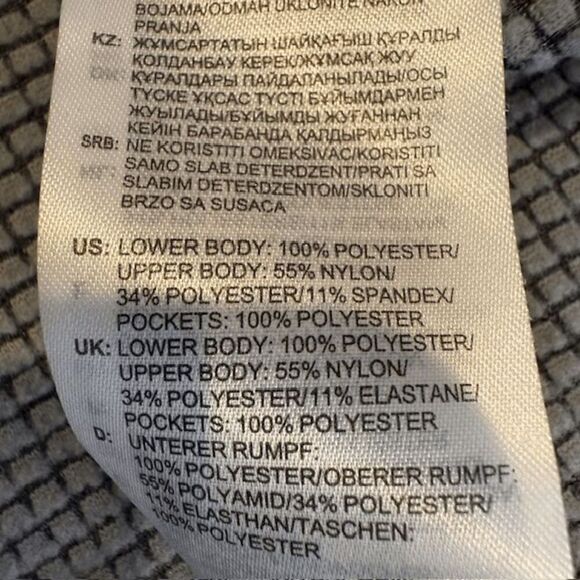 BOJAMA/ODMAH UKLONITE NAKON
PRANJA
KZ: ЖҰМСАРТАТЫН ШАЙҚАҒЫШ ҚҰРАЛДЫ
ҚОЛДАНБАУ КЕРЕК/ЖҰМСАҚ ЖУУ
ҚҰРАЛДАРЫ ПАЙДАЛАНЫЛАДЫ/ОСЫ
ТҮСКЕ ҰҚСАС ТҮСТІ БҰЙЫМДАРМЕН
ЖУЫЛАДЫ/БҰЙЫМДЫ ЖУҒАННАН
КЕЙІН БАРАБАНДА ҚАЛДЫРМАҢЫЗ
SRB: NE KORISTITI OMEKSIVAC/KORISTITI
SAMO SLAB DETERDZENT/PRATI SA
SLABIM DETERDZENTOM/SKLONITI
BRZO SA SUSACA
US: LOWER BODY: 100% POLYESTER/
UPPER BODY: 55% NYLON/
34% POLYESTER/11% SPANDEX/
POCKETS: 100% POLYESTER
UK: LOWER BODY: 100% POLYESTER/
UPPER BODY: 55% NYLON/
34% POLYESTER/11% ELASTANE/
POCKETS: 100% POLYESTER
D: UNTERER RUMPF:
100% POLYESTER/OBERER RUMPF:
55% POLYAMID/34% POLYESTER/
11% ELASTHAN/TASCHEN:
100% POLYESTER